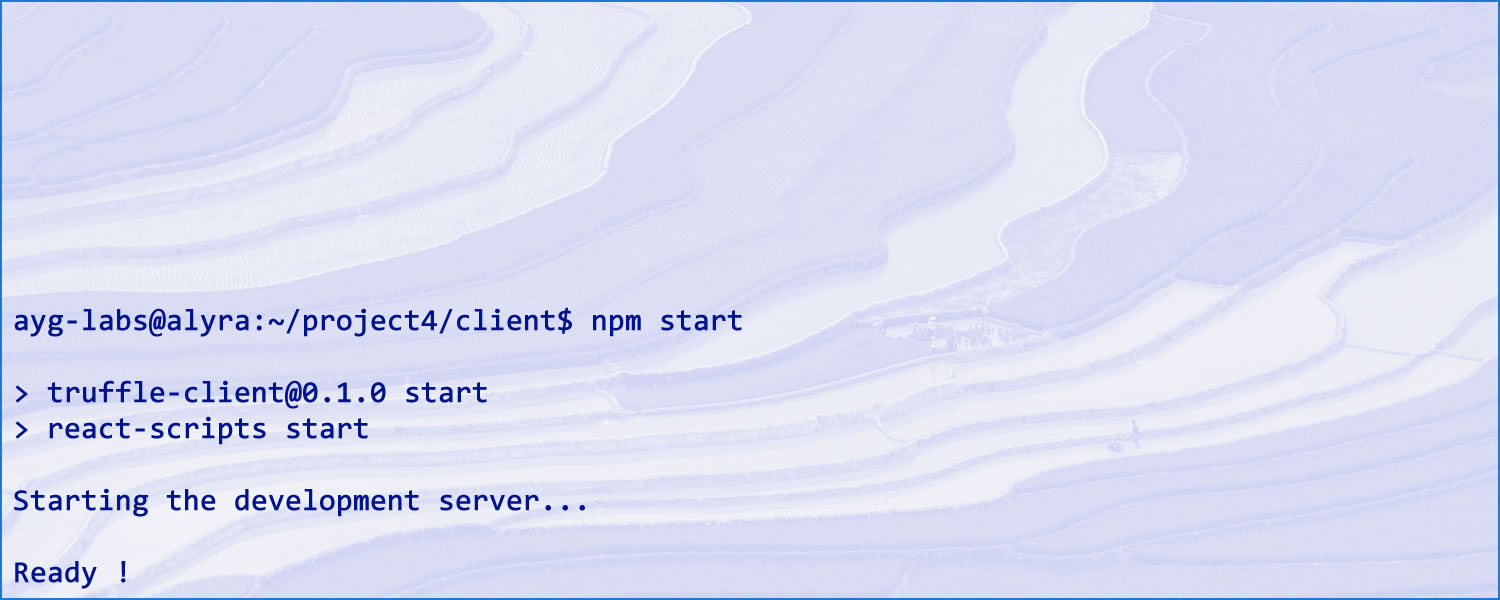 ayg-labs@alyra:~/project4/client$ npm start
> truffle-client@0.1.0 start
> react-scripts start
Starting the development server...
Ready !